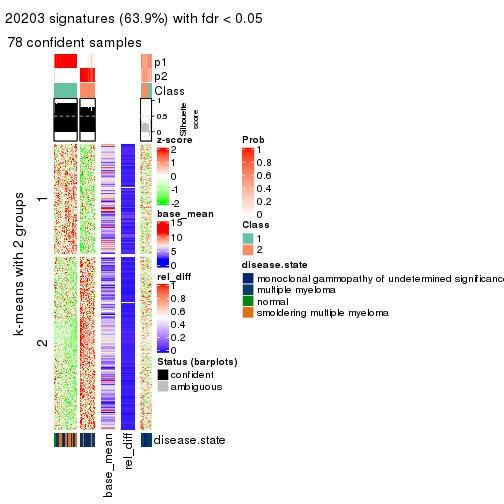 20203 signatures (63.9%) with fdr < 0.05
78 confident samples
p1
p2
Class
1
0.5
0
Silhouette
score
z-score
2
1
0
-1
-2
base_mean
15
10
5
0
rel_diff
1
0.8
0.6
0.4
0.2
0
Status (barplots)
confident
ambiguous
Prob
1
0.8
0.6
0.4
0.2
0
Class
1
2
disease.state
monoclonal gammopathy of undetermined significance
multiple myeloma
normal
smoldering multiple myeloma
k-means with 2 groups
1
2
base_mean
rel_diff
disease.state